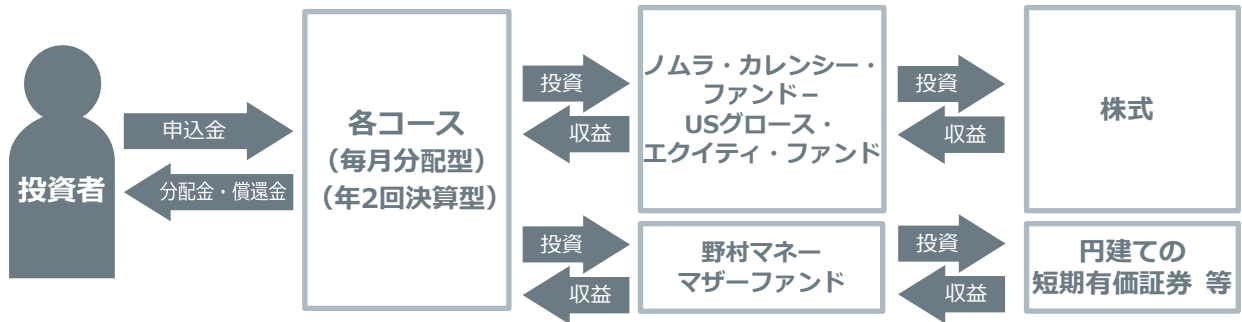 投資者
申込金
分配金・償還金
各コース
（毎月分配型）
（年2回決算型）
投資
収益
ノムラ・カレンシー・
ファンド－
USグロース・
エクイティ・ファンド
投資
収益
株式
投資
収益
野村マネー
マザーファンド
投資
収益
円建ての
短期有価証券 等